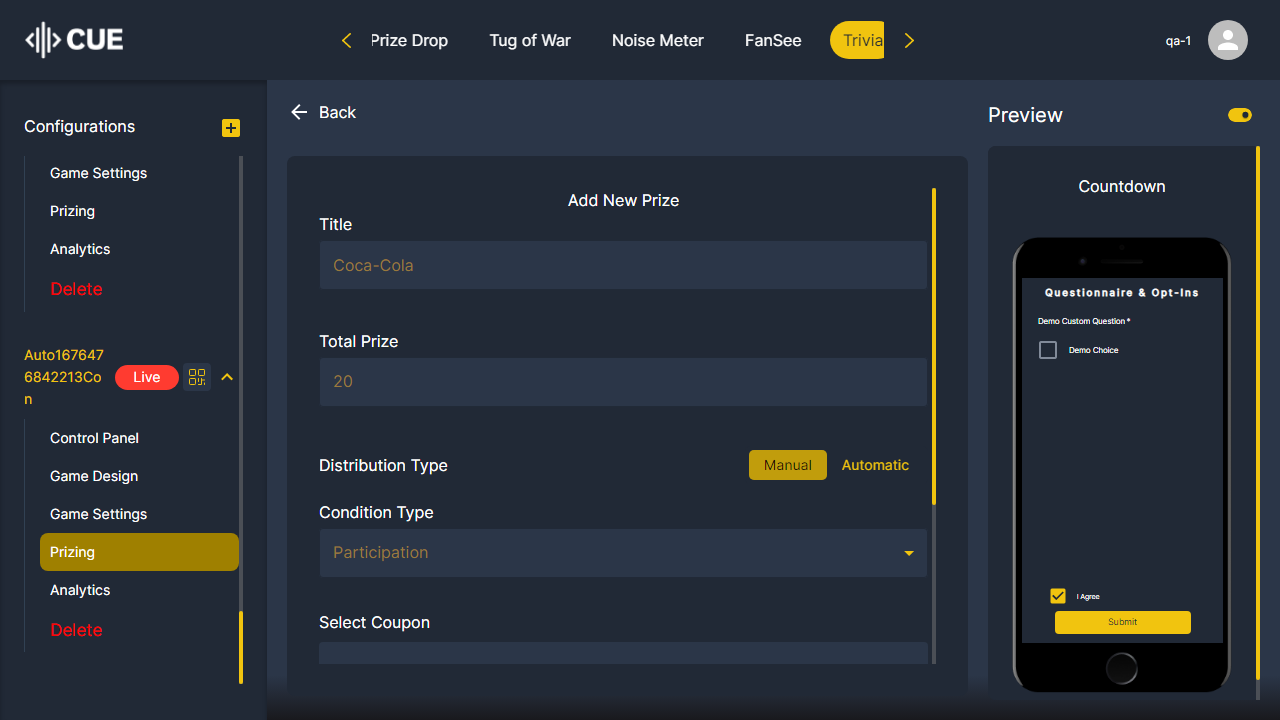 CUE
Prize Drop
Tug of War
Noise Meter
FanSee
Trivia
qa-1
Configurations
Game Settings
Prizing
Analytics
Delete
Auto167647
6842213Co
n
Live
Control Panel
Game Design
Game Settings
Prizing
Analytics
Delete
Back
Add New Prize
Title
Coca-Cola
Total Prize
20
Distribution Type
Manual
Automatic
Condition Type
Participation
Select Coupon
Preview
Countdown
Questionnaire & Opt-Ins
Demo Custom Question *
Demo Choice
I Agree
Submit